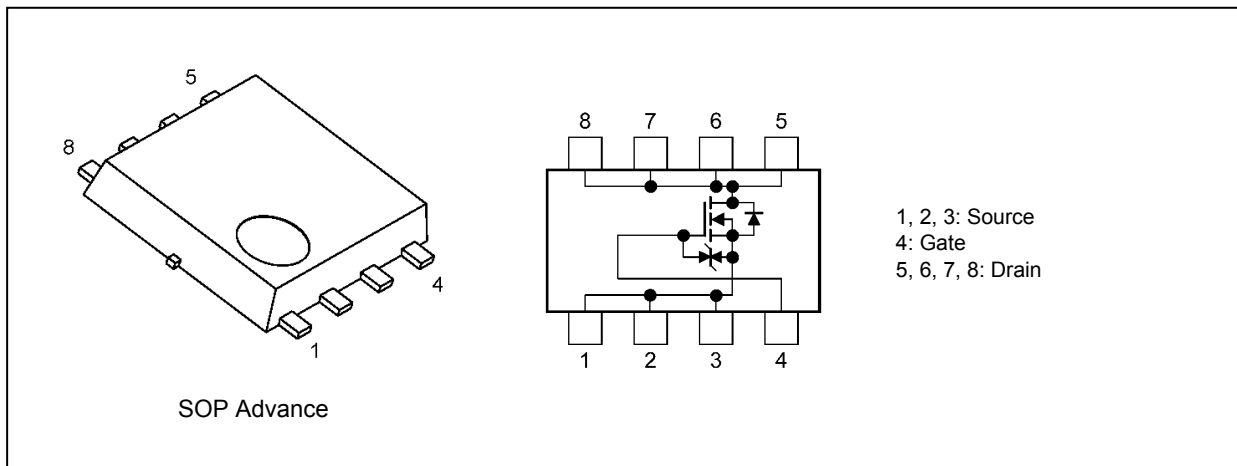 5
8
4
1
SOP Advance
8 7 6 5
1 2 3 4
1, 2, 3: Source
4: Gate
5, 6, 7, 8: Drain